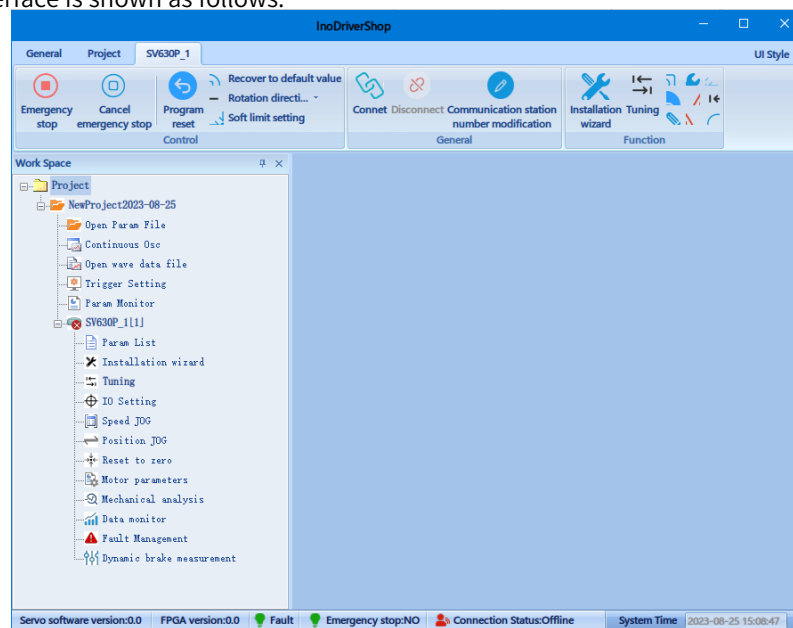 erface is shown as follows.
InoDriverShop
General Project SV630P_1 UI Style
Emergency stop
Cancel emergency stop
Program reset
Recover to default value
Rotation directi...
Soft limit setting
Control
Connet Disconnect Communication station number modification
General
Installation wizard
Tuning
Function
Work Space
Project
NewProject2023-08-25
Open Param File
Continuous Osc
Open wave data file
Trigger Setting
Param Monitor
SV630P_1[1]
Param List
Installation wizard
Tuning
IO Setting
Speed JOG
Position JOG
Reset to zero
Motor parameters
Mechanical analysis
Data monitor
Fault Management
Dynamic brake measurement
Servo software version:0.0 FPGA version:0.0 Fault Emergency stop:NO Connection Status:Offline System Time 2023-08-25 15:08:47